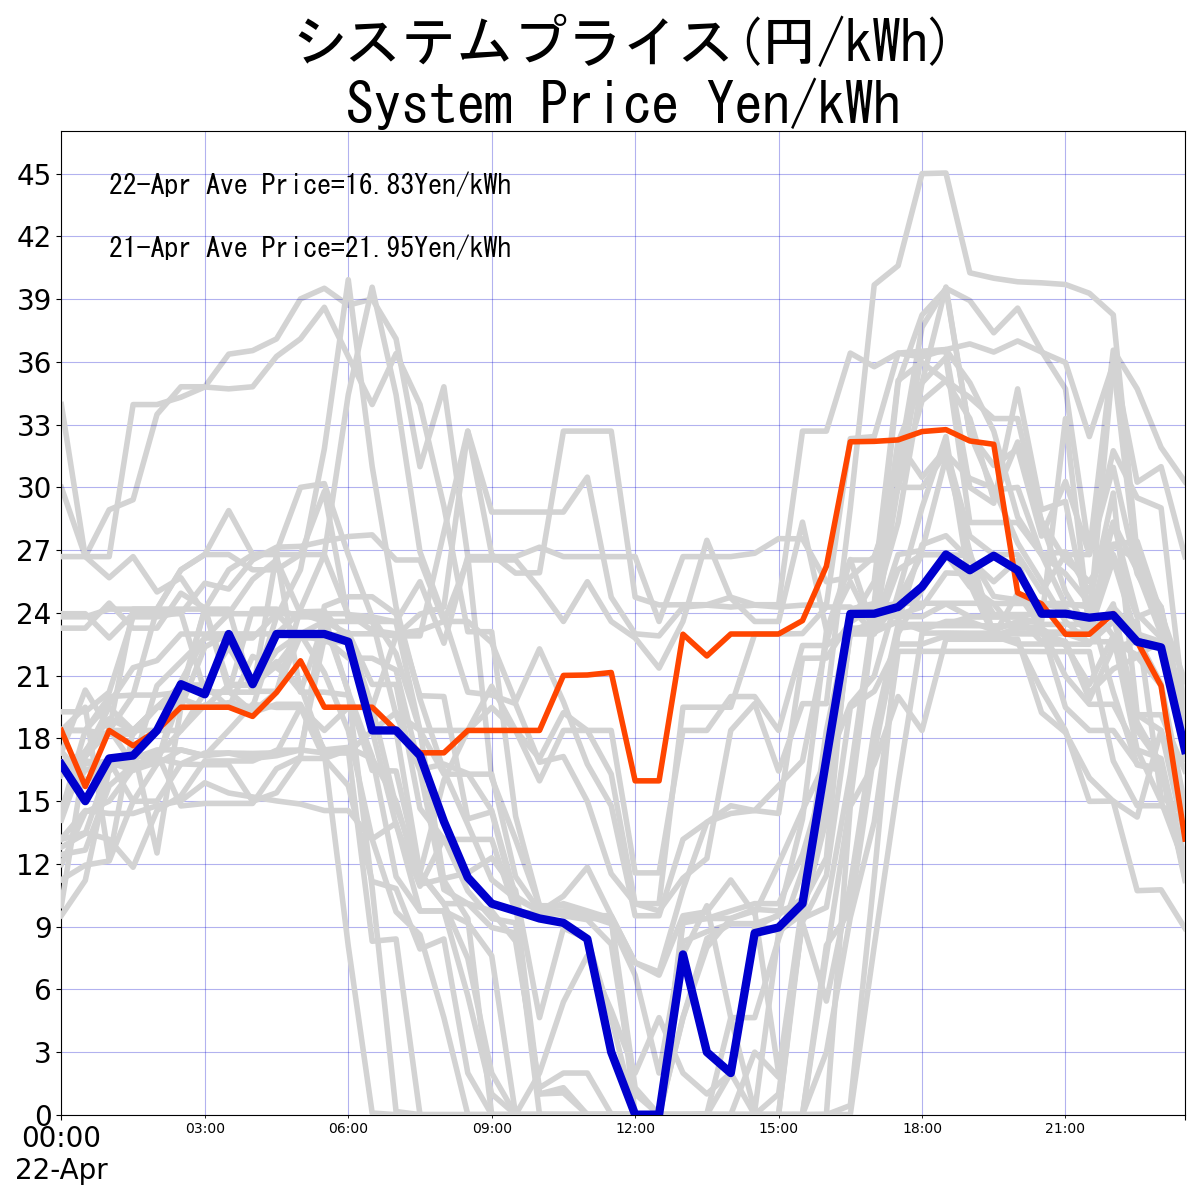 システムプライス(円/kWh)
System Price Yen/kWh
22-Apr Ave Price=16.83Yen/kWh
21-Apr Ave Price=21.95Yen/kWh
45
42
39
36
33
30
27
24
21
18
15
12
9
6
3
0
00:00 03:00 06:00 09:00 12:00 15:00 18:00 21:00
22-Apr